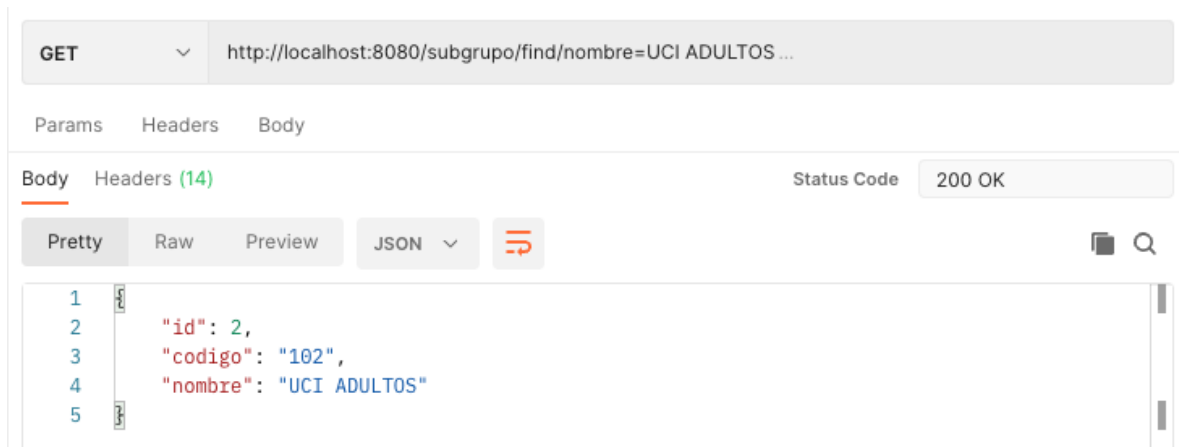 GET http://localhost:8080/subgrupo/find/nombre=UCI ADULTOS ...
Params Headers Body
Body Headers (14) Status Code 200 OK
Pretty Raw Preview JSON
1 {
2 "id": 2,
3 "codigo": "102",
4 "nombre": "UCI ADULTOS"
5 }